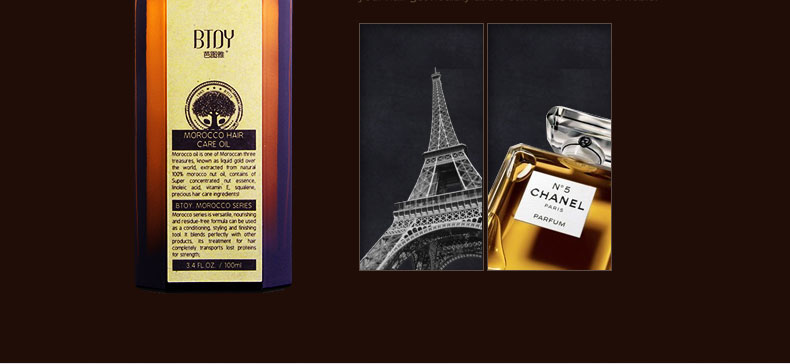 BTOY
芭图雅
MOROCCO HAIR
CARE OIL
Morocco oil is one of Moroccan three
treasures, known as liquid gold over
the world, extracted from natural
100% morocco nut oil, contains of
Super concentrated nut essence,
linoleic acid, vitamin E, squalene,
precious hair care ingredients!
BTOY. MOROCCO SERIES
Morocco series is versatile, nourishing
and residue-free formula can be used
as a conditioning, styling and finishing
tool. It blends perfectly with other
products, its treatment for hair
completely transports lost proteins
for strength;
3.4 FL OZ. / 100ml
N°5
CHANEL
PARIS
PARFUM